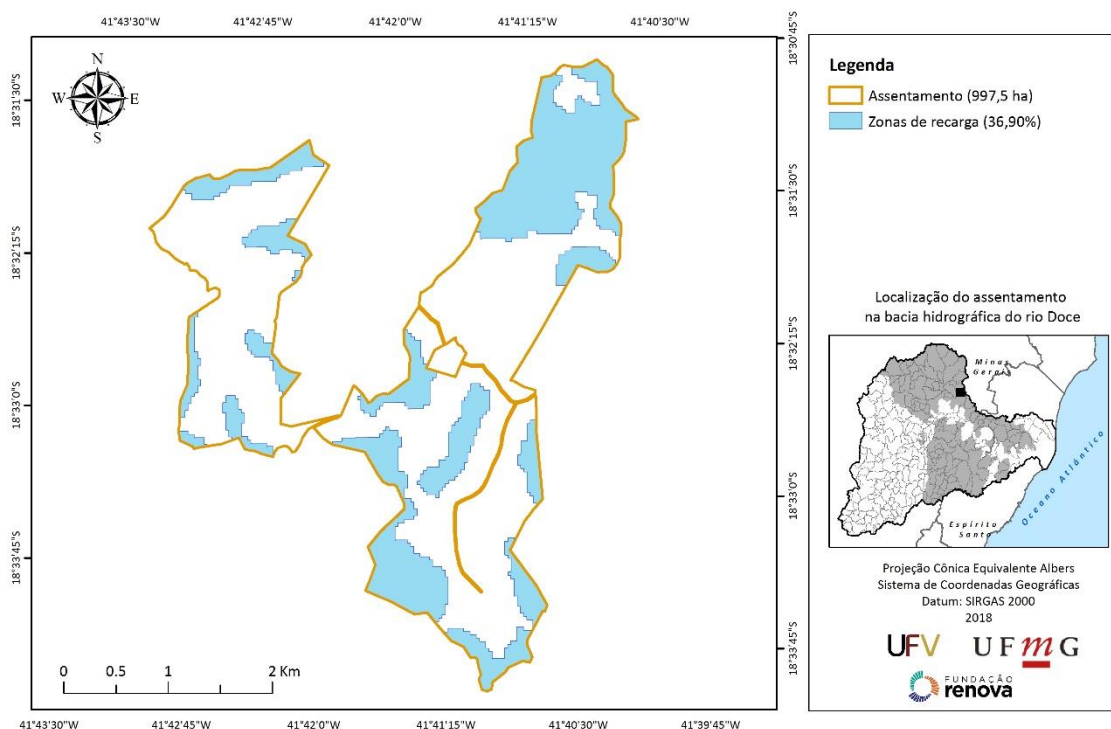 41°43'30"W 41°42'45"W 41°42'0"W 41°41'15"W 41°40'30"W
18°30'45"S
N
W E
S
18°31'30"S
18°31'30"S
18°32'15"S
18°32'15"S
18°33'0"S
18°33'0"S
18°33'45"S
18°33'45"S
0 0.5 1 2 Km
41°43'30"W 41°42'45"W 41°42'0"W 41°41'15"W 41°40'30"W 41°39'45"W
Legenda
Assentamento (997,5 ha)
Zonas de recarga (36,90%)
Localização do assentamento
na bacia hidrográfica do rio Doce
Minas
Gerais
Oceano Atlântico
Espírito
Santo
Projeção Cônica Equivalente Albers
Sistema de Coordenadas Geográficas
Datum: SIRGAS 2000
2018
UFV UFmG
FUNDAÇÃO
renova